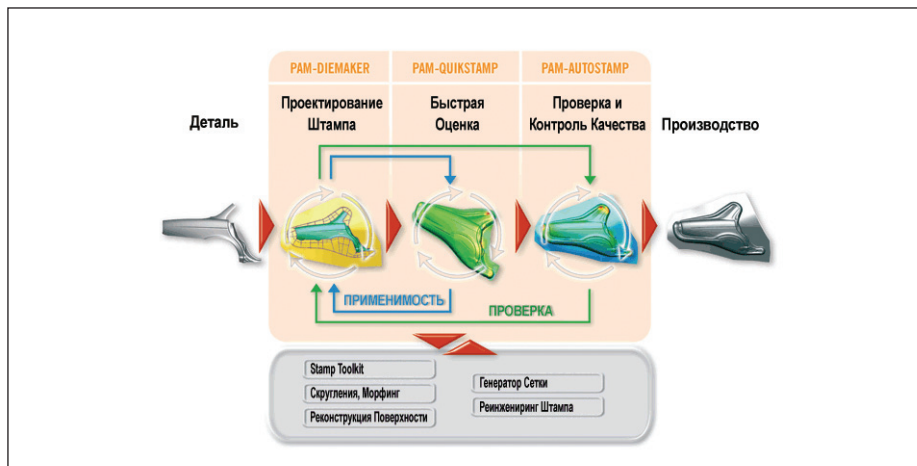 PAM-DIEMAKER
PAM-QUIKSTAMP
PAM-AUTOSTAMP
Деталь
Проектирование
Штампа
Быстрая
Оценка
Проверка и
Контроль Качества
Производство
ПРИМЕНИМОСТЬ
ПРОВЕРКА
Stamp Toolkit
Скругления, Морфинг
Реконструкция Поверхности
Генератор Сетки
Реинжениринг Штампа